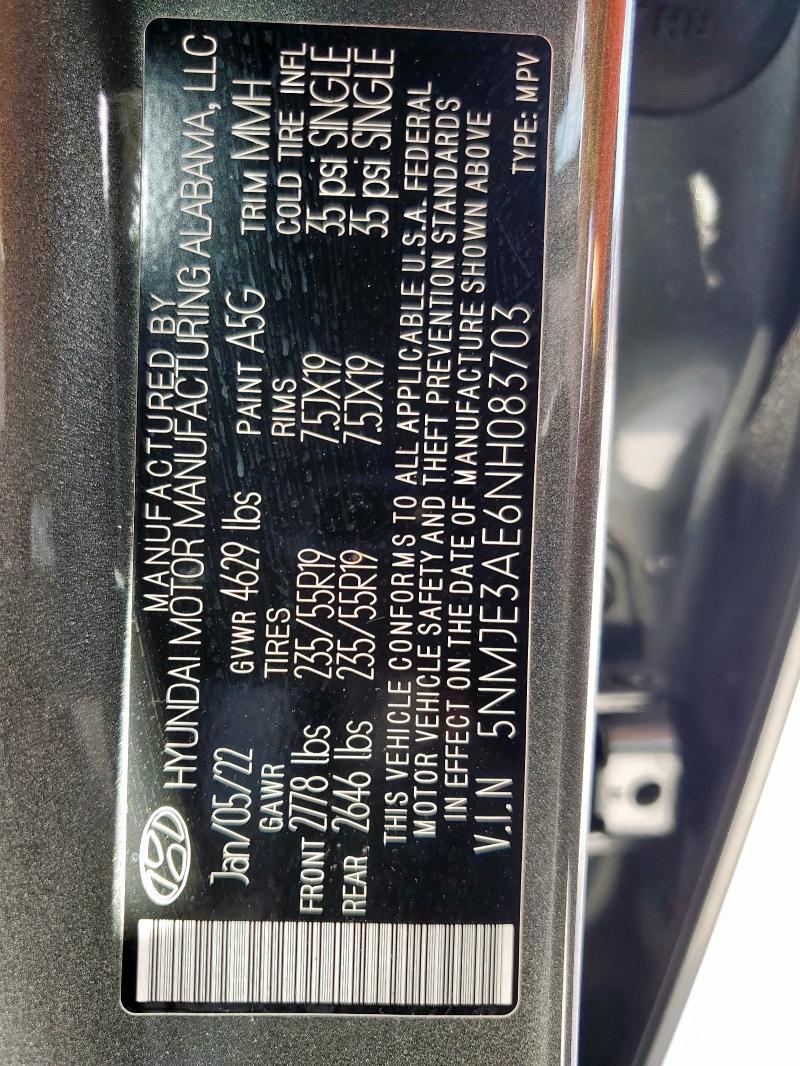 MANUFACTURED BY
HYUNDAI MOTOR MANUFACTURING ALABAMA, LLC
Jan/05/22 GVWR 4629 lbs PAINT A5G TRIM MMH
GAWR TIRES RIMS COLD TIRE INFL
FRONT 2778 lbs 235/55R19 7.5JX19 35 psi SINGLE
REAR 2646 lbs 235/55R19 7.5JX19 35 psi SINGLE
THIS VEHICLE CONFORMS TO ALL APPLICABLE U.S.A. FEDERAL
MOTOR VEHICLE SAFETY AND THEFT PREVENTION STANDARDS
IN EFFECT ON THE DATE OF MANUFACTURE SHOWN ABOVE
V.I.N 5NMJE3AE6NH083703 TYPE: MPV